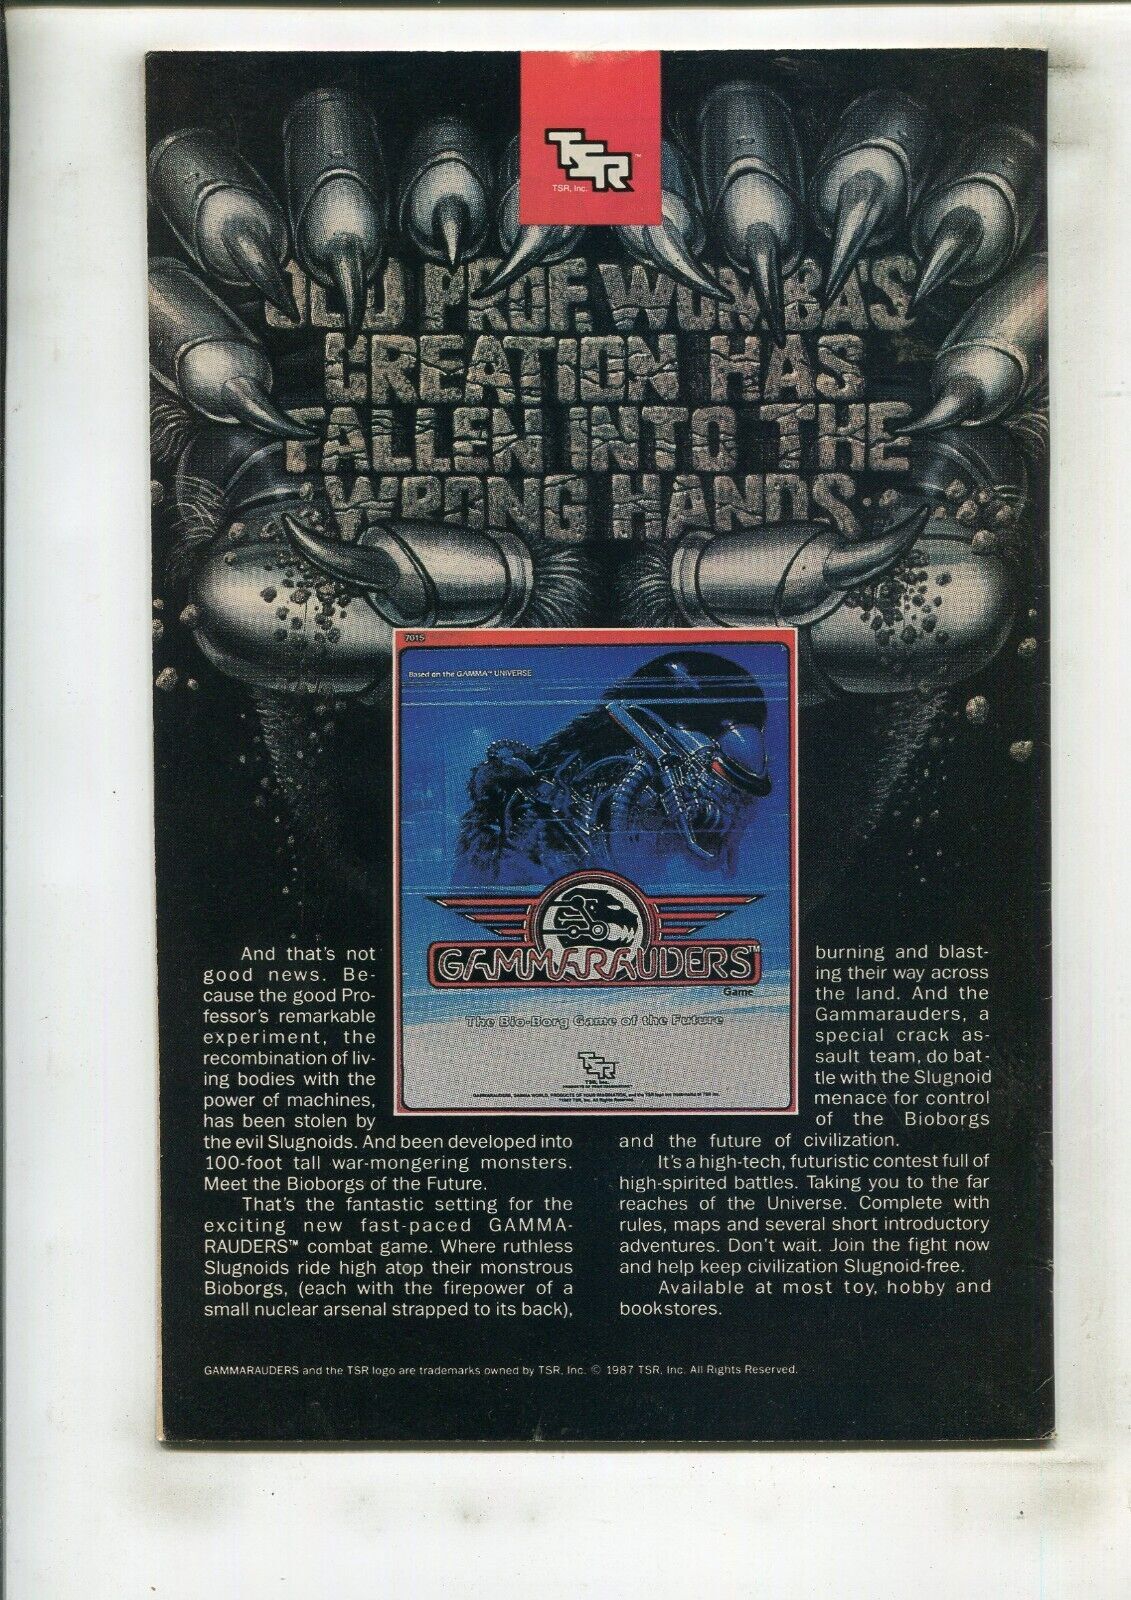 TSR
™
TSR, Inc.
OLD PROF. WOMBAS'
CREATION HAS
FALLEN INTO THE
WRONG HANDS.
7015
Based on the GAMMA™ UNIVERSE
GAMMARAUDERS™
Game
The Bio-Borg Game of the Future
TSR
TSR, Inc.
PRODUCTS OF YOUR IMAGINATION
And that's not
good news. Be-
cause the good Pro-
fessor's remarkable
experiment, the
recombination of liv-
ing bodies with the
power of machines,
has been stolen by
the evil Slugnoids. And been developed into
100-foot tall war-mongering monsters.
Meet the Bioborgs of the Future.
That's the fantastic setting for the
exciting new fast-paced GAMMA-
RAUDERS™ combat game. Where ruthless
Slugnoids ride high atop their monstrous
Bioborgs, (each with the firepower of a
small nuclear arsenal strapped to its back),
burning and blast-
ing their way across
the land. And the
Gammarauders, a
special crack as-
sault team, do bat-
tle with the Slugnoid
menace for control
of the Bioborgs
and the future of civilization.
It's a high-tech, futuristic contest full of
high-spirited battles. Taking you to the far
reaches of the Universe. Complete with
rules, maps and several short introductory
adventures. Don't wait. Join the fight now
and help keep civilization Slugnoid-free.
Available at most toy, hobby and
bookstores.
GAMMARAUDERS and the TSR logo are trademarks owned by TSR, Inc. © 1987 TSR, Inc. All Rights Reserved.